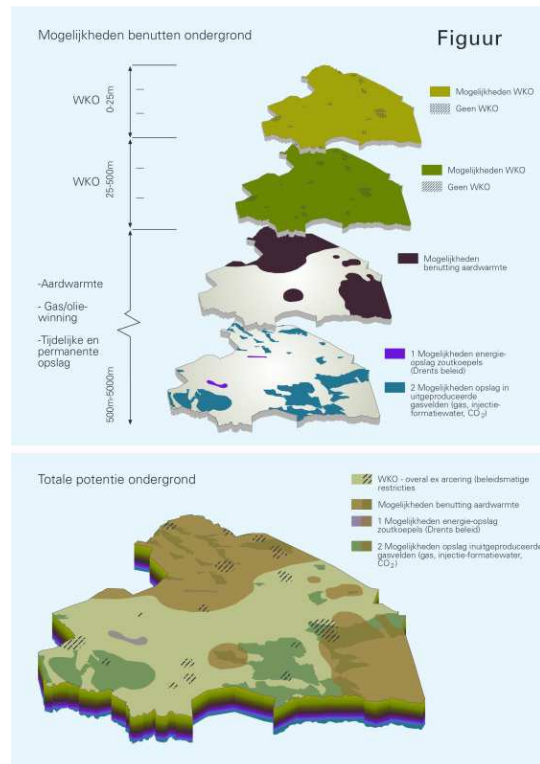 Mogelijkheden benutten ondergrond
Figuur
WKO
0-25m
Mogelijkheden WKO
Geen WKO
WKO
25-500m
Mogelijkheden WKO
Geen WKO
-Aardwarmte
- Gas/olie-
winning
-Tijdelijke en
permanente
opslag
500m-5000m
Mogelijkheden
benutting aardwarmte
1 Mogelijkheden energie-
opslag zoutkoepels
(Drents beleid)
2 Mogelijkheden opslag in
uitgeproduceerde
gasvelden (gas, injectie-
formatiewater, CO2)
Totale potentie ondergrond
WKO - overal ex arcering (beleidsmatige
restricties
Mogelijkheden benutting aardwarmte
1 Mogelijkheden energie-opslag
zoutkoepels (Drents beleid)
2 Mogelijkheden opslag inuitgeproduceerde
gasvelden (gas, injectie-formatiewater,
CO2)